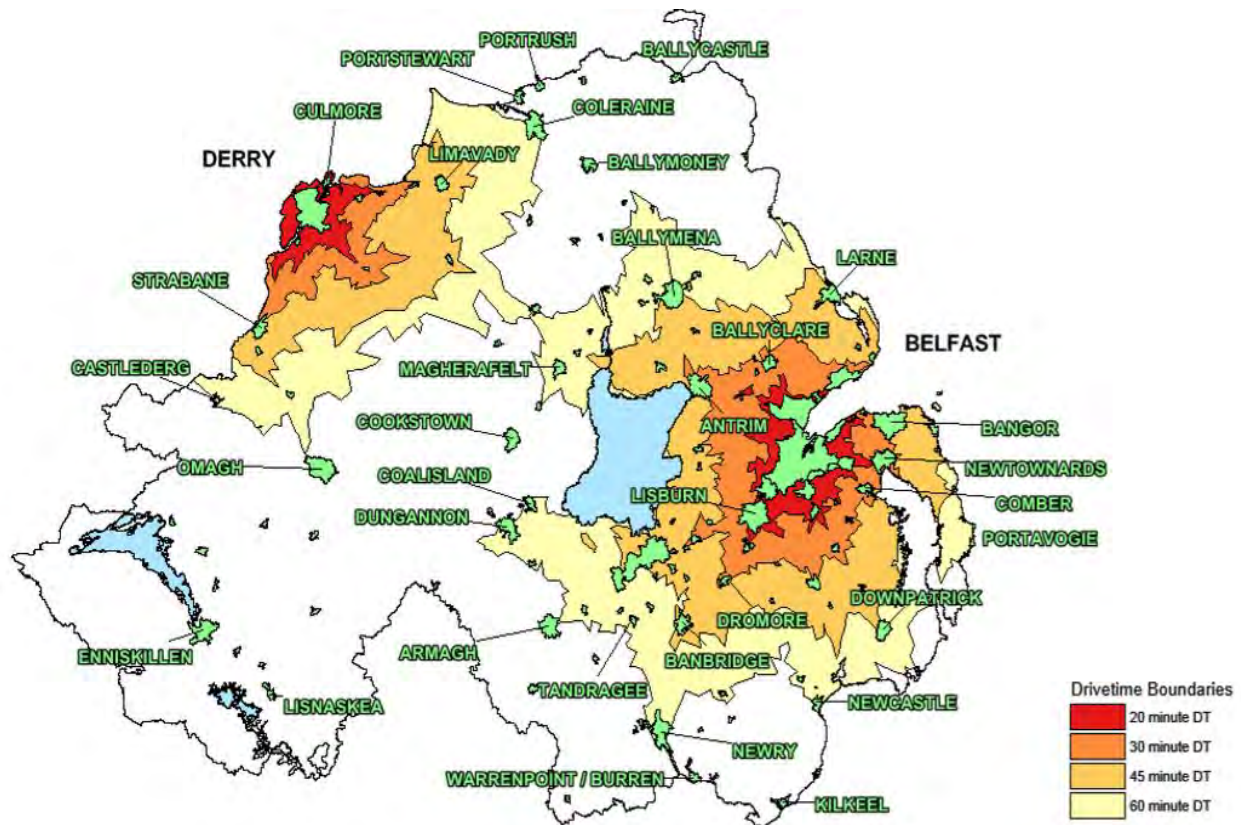 PORTRUSH
BALLYCASTLE
PORTSTEWART
CULMORE
COLERAINE
DERRY
LIMAVADY
BALLYMONEY
BALLYMENA
LARNE
STRABANE
BALLYCLARE
BELFAST
CASTLEDERG
MAGHERAFELT
COOKSTOWN
ANTRIM
BANGOR
OMAGH
COALISLAND
NEWTOWNARDS
LISBURN
COMBER
DUNGANNON
PORTAVOGIE
DOWNPATRICK
DROMORE
ENNISKILLEN
ARMAGH
BANBRIDGE
TANDRAGEE
LISNASKEA
NEWCASTLE
NEWRY
WARRENPOINT / BURREN
KILKEEL
Drivetime Boundaries
20 minute DT
30 minute DT
45 minute DT
60 minute DT